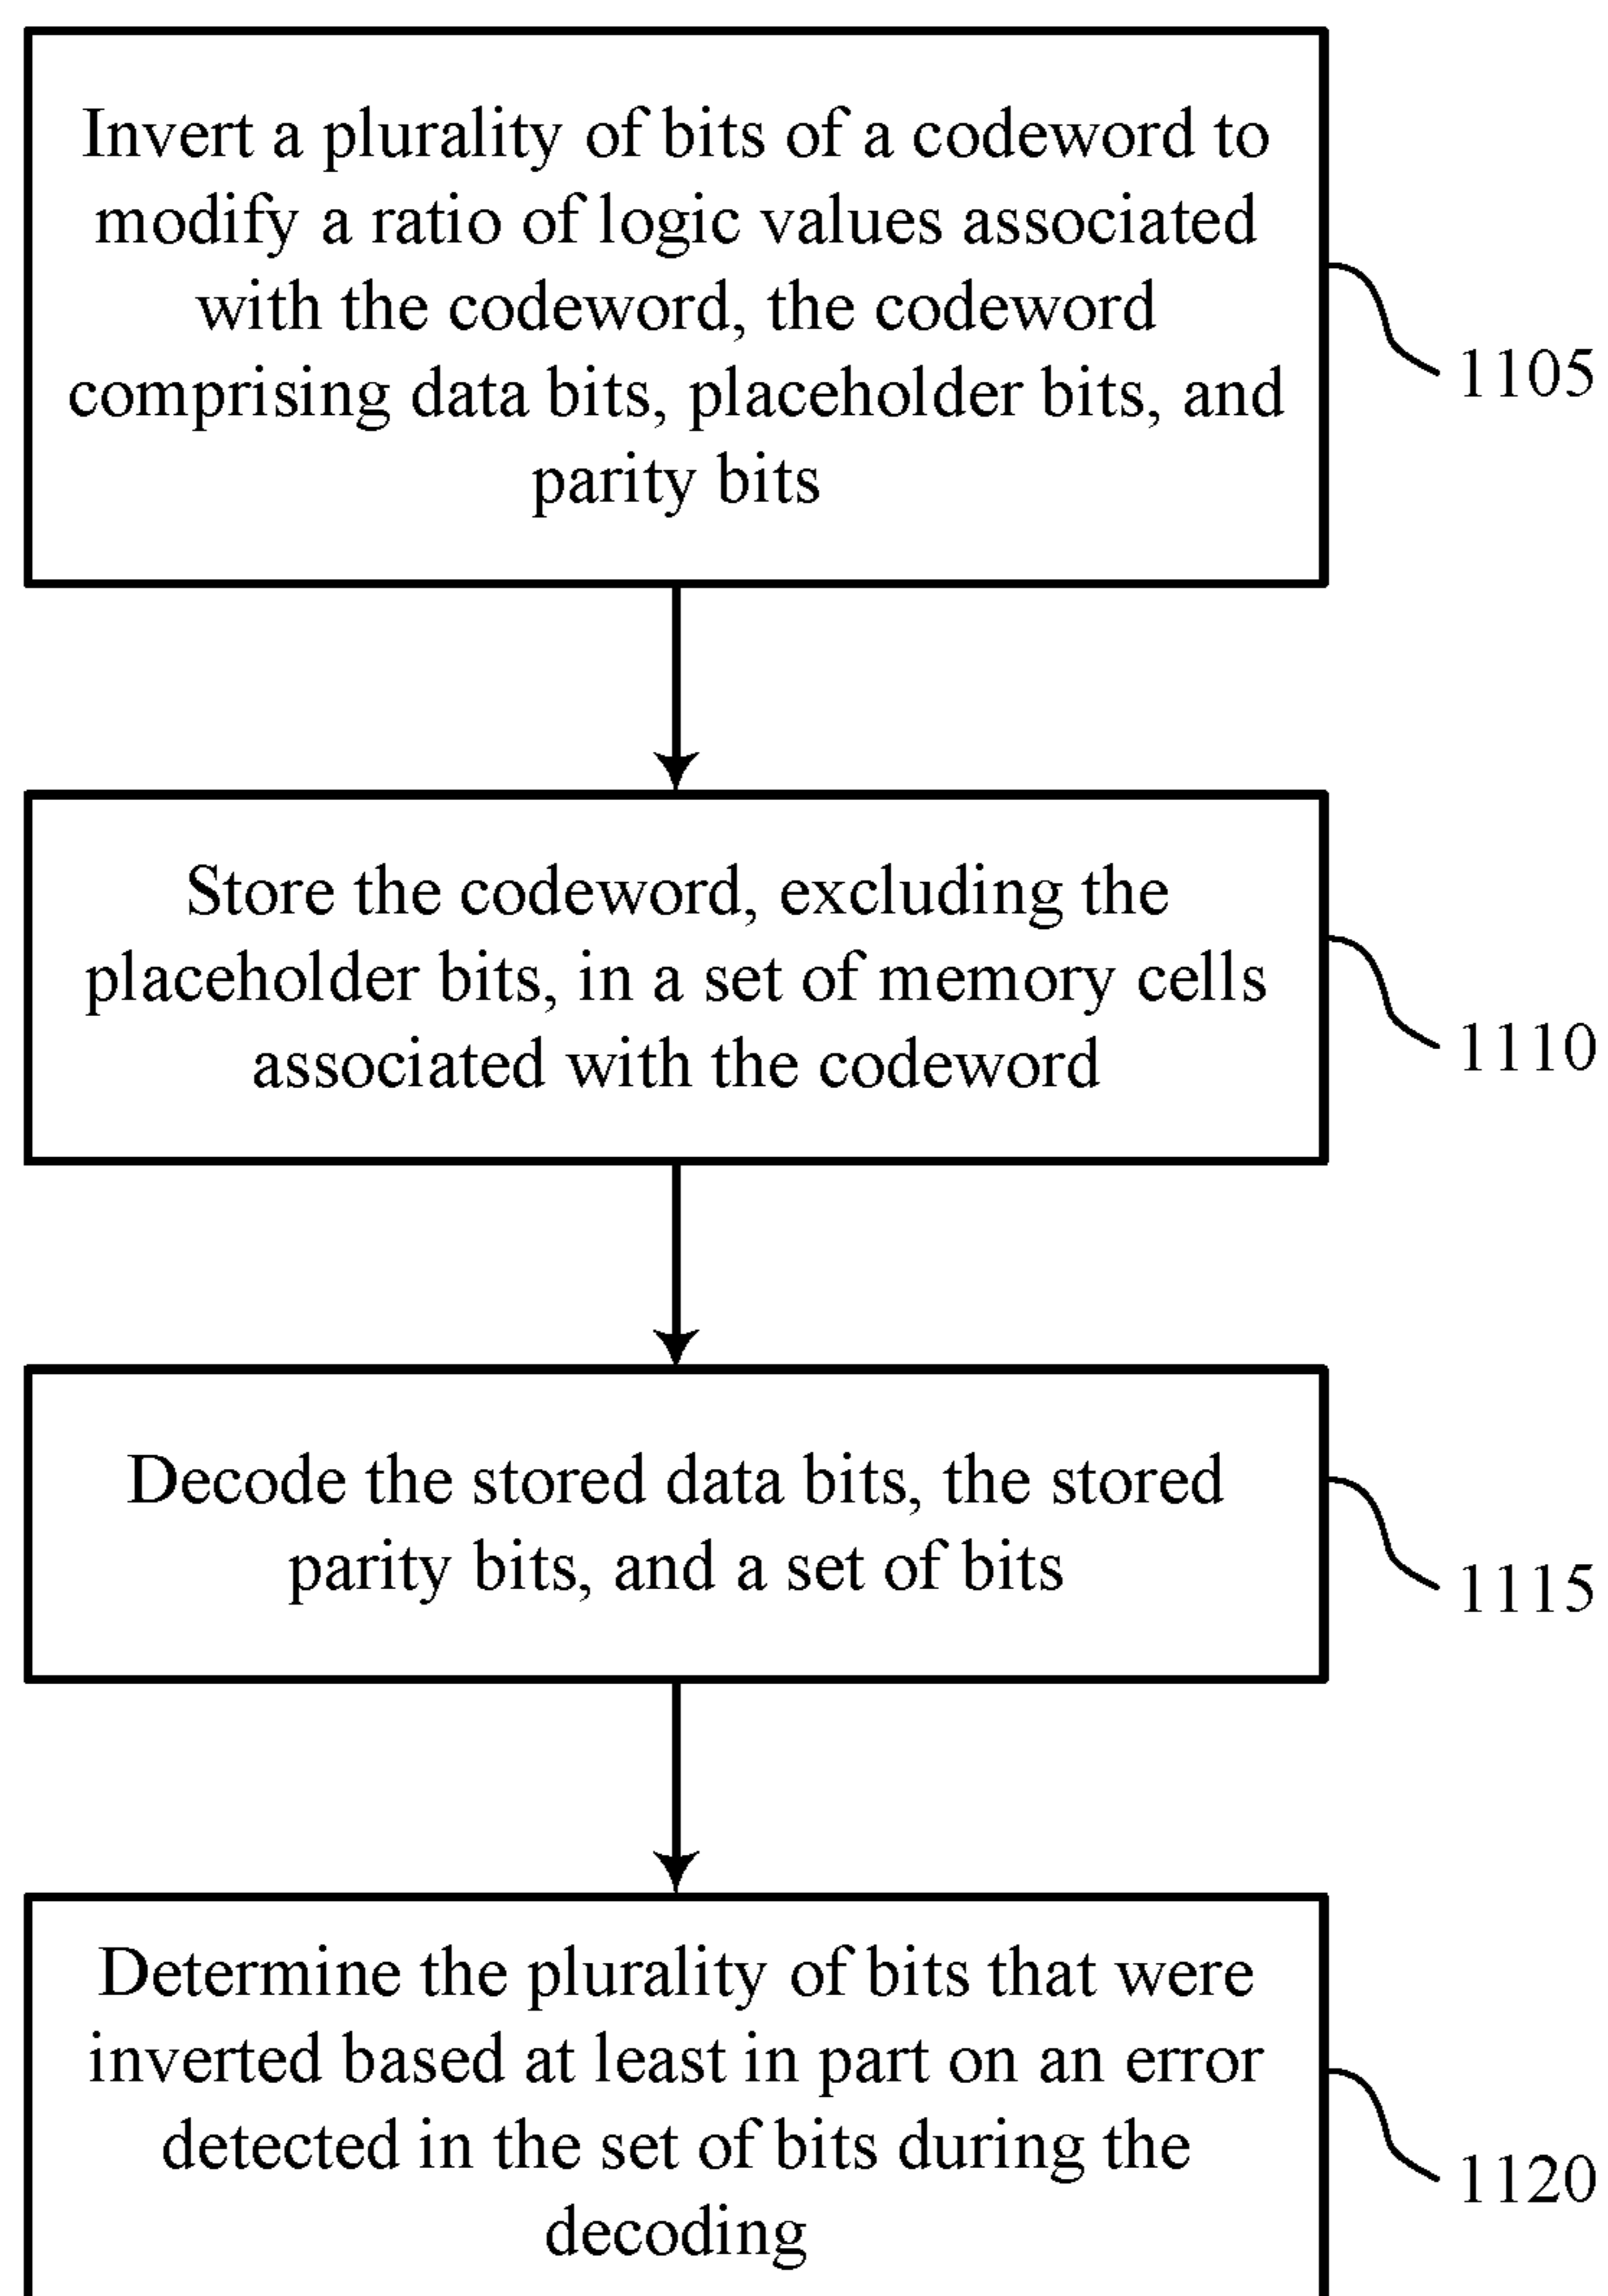 Invert a plurality of bits of a codeword to
modify a ratio of logic values associated
with the codeword, the codeword
comprising data bits, placeholder bits, and
parity bits
1105
Store the codeword, excluding the
placeholder bits, in a set of memory cells
associated with the codeword
1110
Decode the stored data bits, the stored
parity bits, and a set of bits
1115
Determine the plurality of bits that were
inverted based at least in part on an error
detected in the set of bits during the
decoding
1120